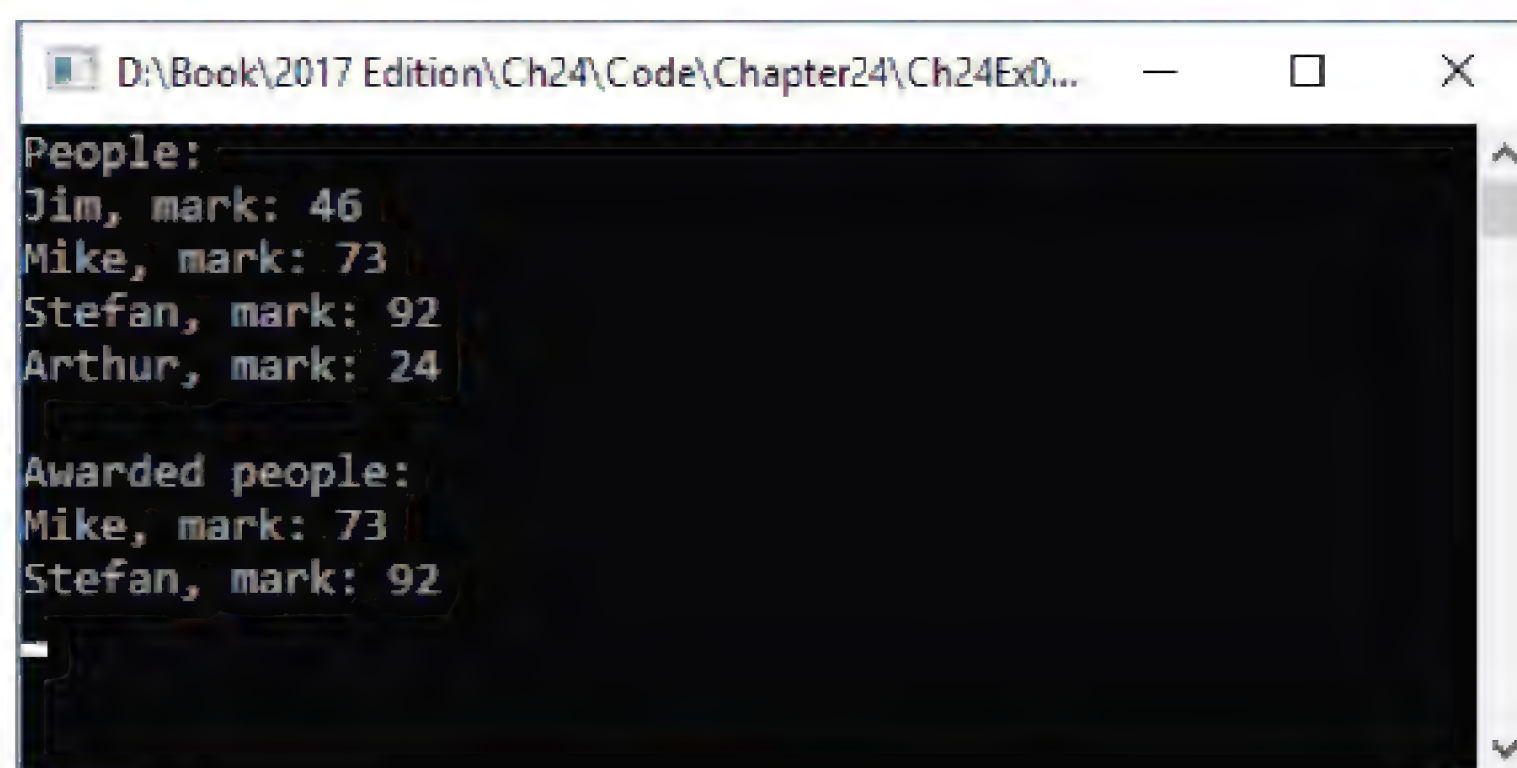 D:\Book\2017 Edition\Ch24\Code\Chapter24\Ch24Ex0...
People:
Jim, mark: 46
Mike, mark: 73
Stefan, mark: 92
Arthur, mark: 24
Awarded people:
Mike, mark: 73
Stefan, mark: 92